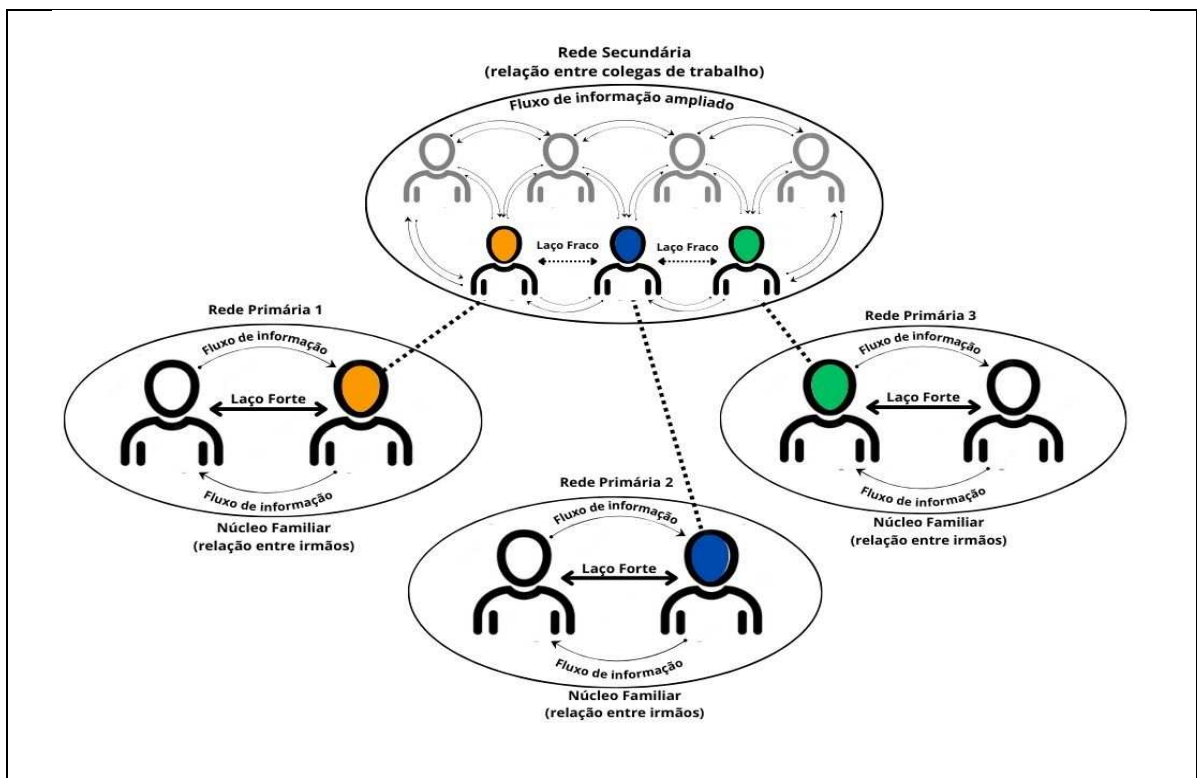 Rede Secundária
(relação entre colegas de trabalho)
Fluxo de informação ampliado
Laço Fraco
Laço Fraco
Rede Primária 1
Fluxo de informação
Laço Forte
Fluxo de informação
Núcleo Familiar
(relação entre irmãos)
Rede Primária 3
Fluxo de informação
Laço Forte
Fluxo de informação
Núcleo Familiar
(relação entre irmãos)
Rede Primária 2
Fluxo de informação
Laço Forte
Fluxo de informação
Núcleo Familiar
(relação entre irmãos)